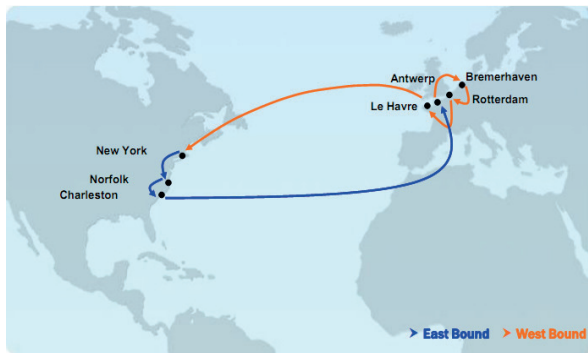 Antwerp
Bremerhaven
Le Havre
Rotterdam
New York
Norfolk
Charleston
East Bound
West Bound